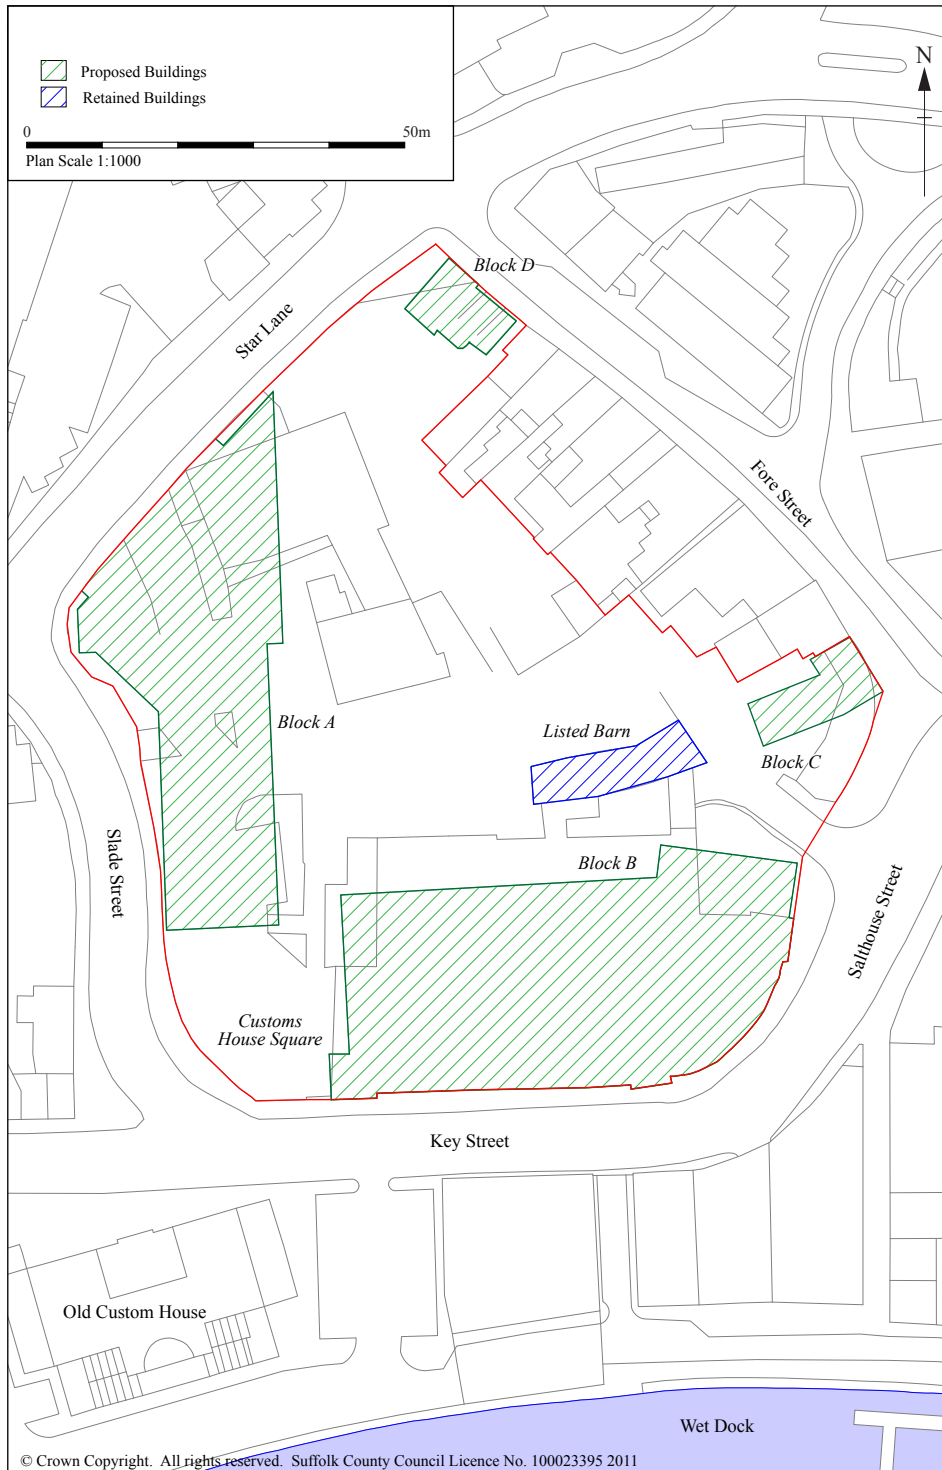 Proposed Buildings
Retained Buildings
0 50m
Plan Scale 1:1000
N
Block D
Star Lane
Fore Street
Block A
Listed Barn
Block C
Slade Street
Block B
Salthouse Street
Customs
House Square
Key Street
Old Custom House
Wet Dock
© Crown Copyright. All rights reserved. Suffolk County Council Licence No. 100023395 2011